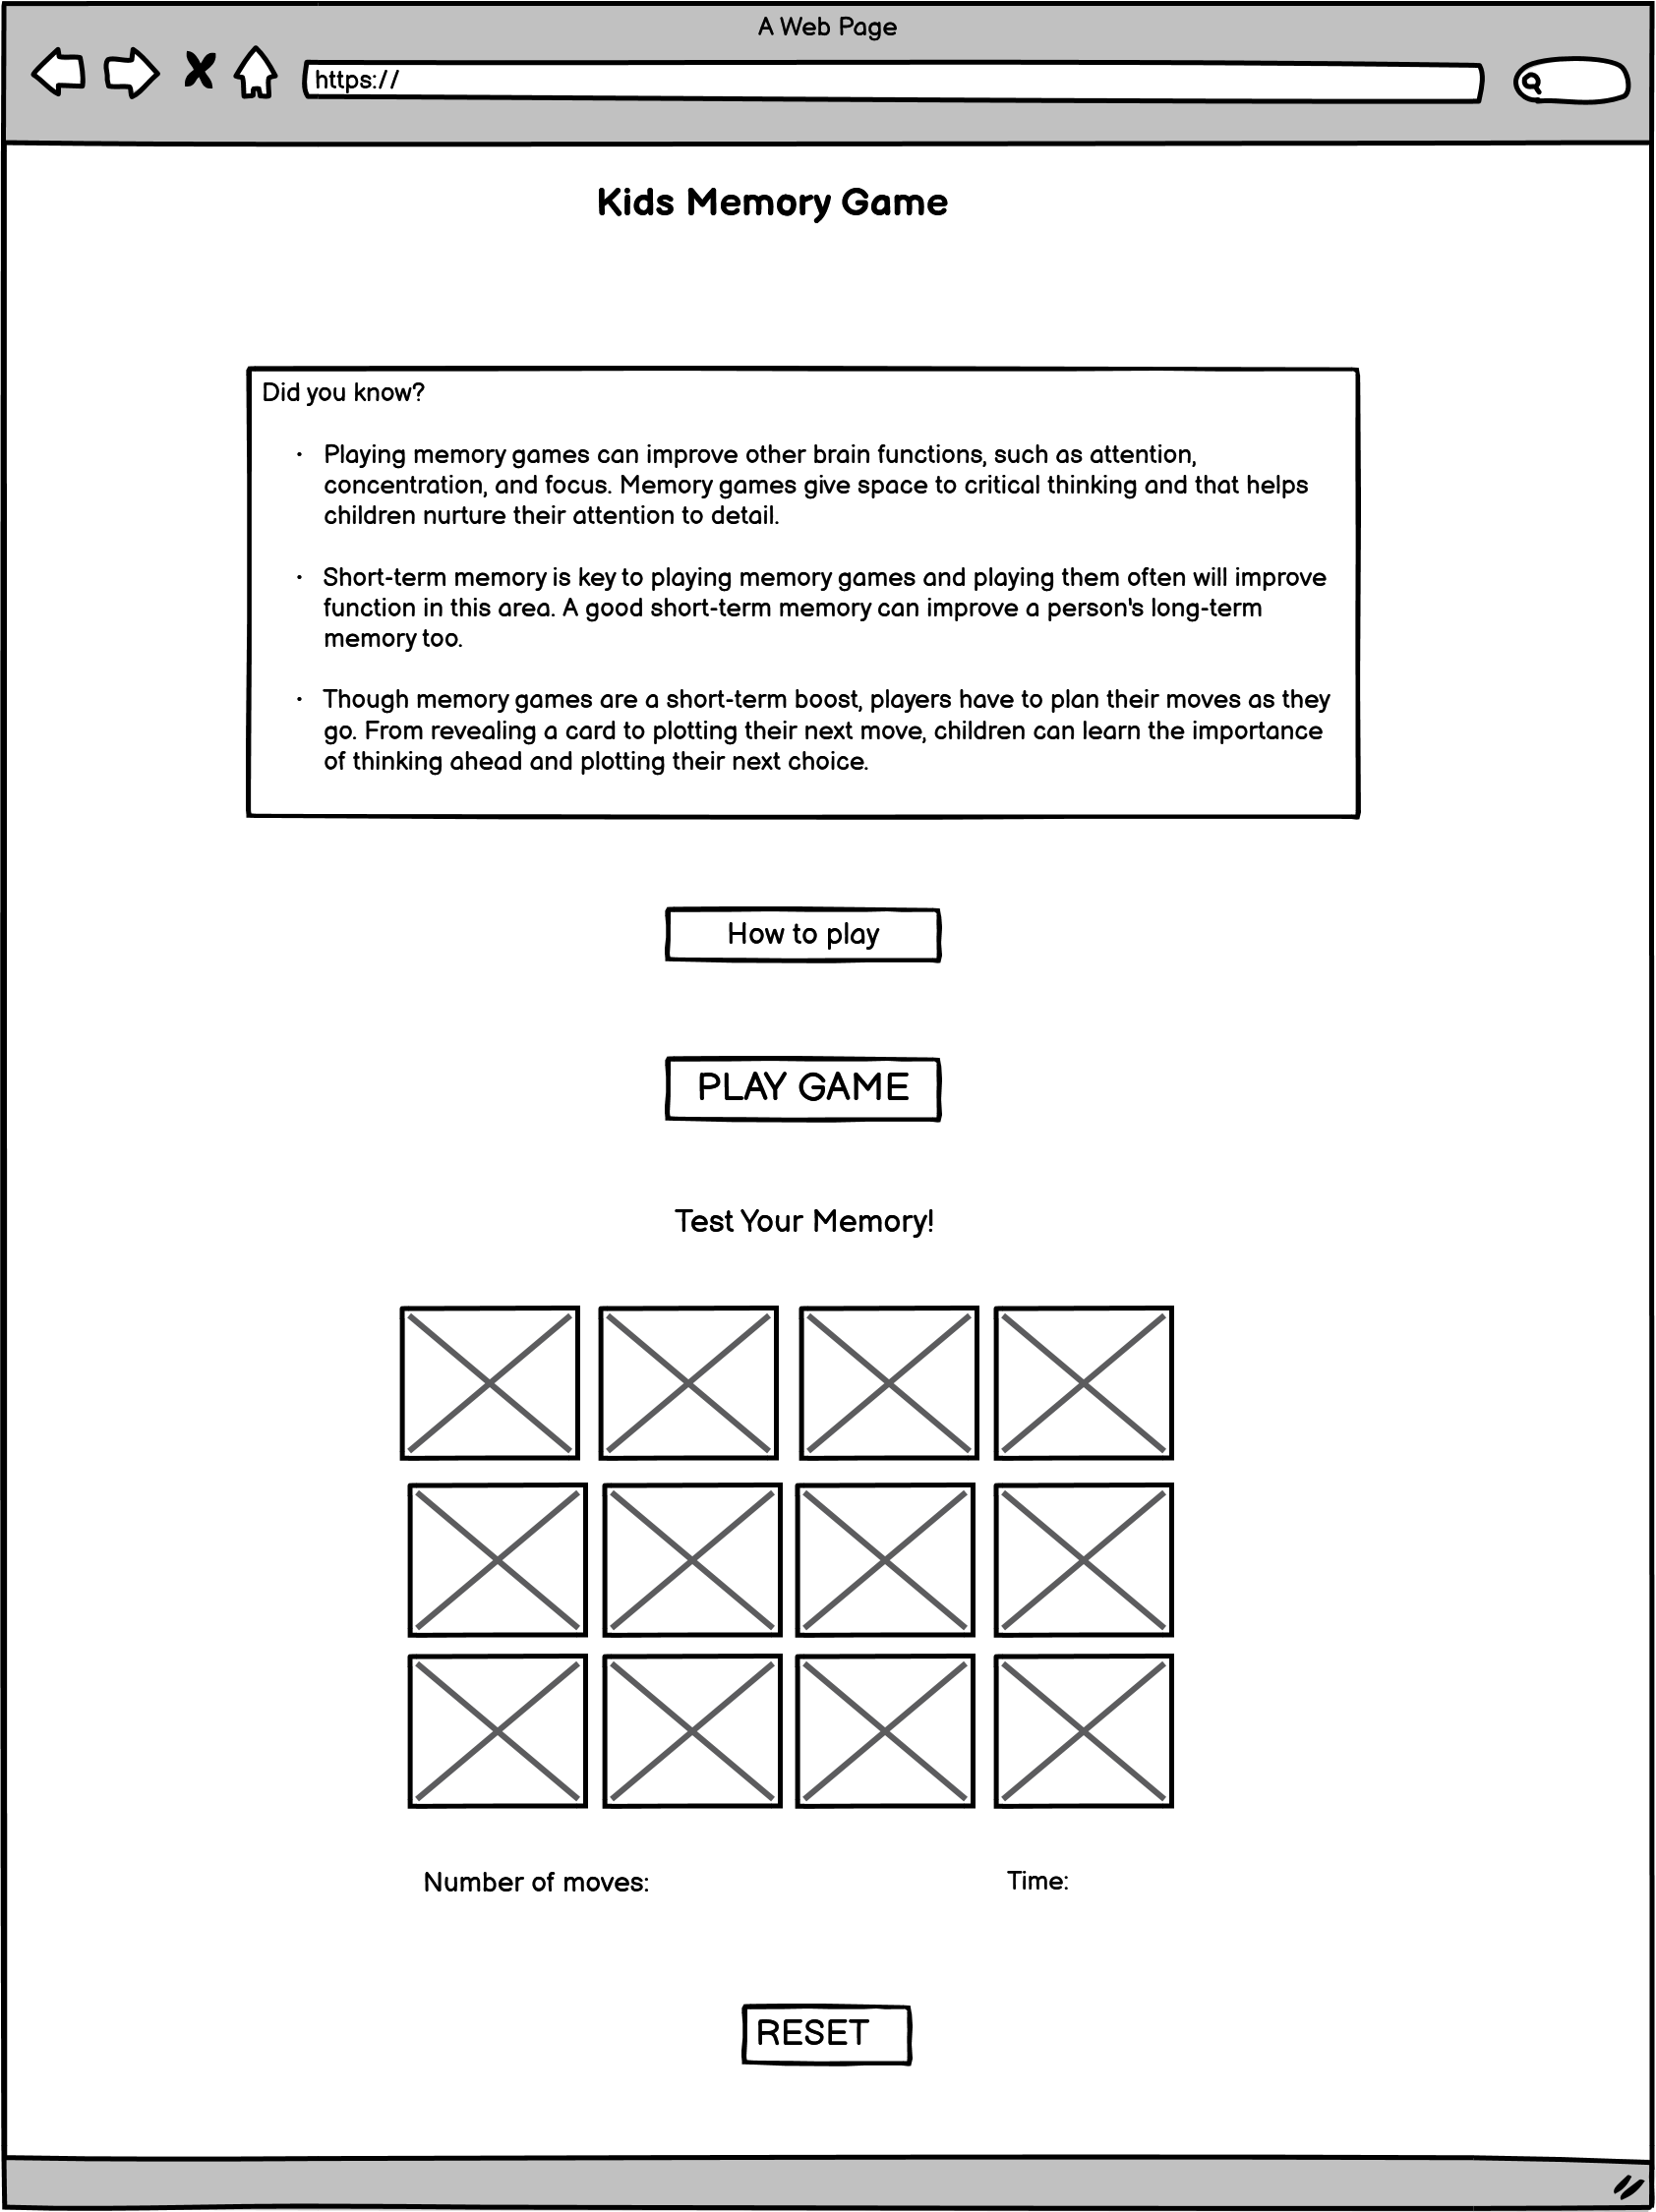 A Web Page
https://
Kids Memory Game
Did you know?
• Playing memory games can improve other brain functions, such as attention,
concentration, and focus. Memory games give space to critical thinking and that helps
children nurture their attention to detail.
• Short-term memory is key to playing memory games and playing them often will improve
function in this area. A good short-term memory can improve a person's long-term
memory too.
• Though memory games are a short-term boost, players have to plan their moves as they
go. From revealing a card to plotting their next move, children can learn the importance
of thinking ahead and plotting their next choice.
How to play
PLAY GAME
Test Your Memory!
Number of moves:
Time:
RESET